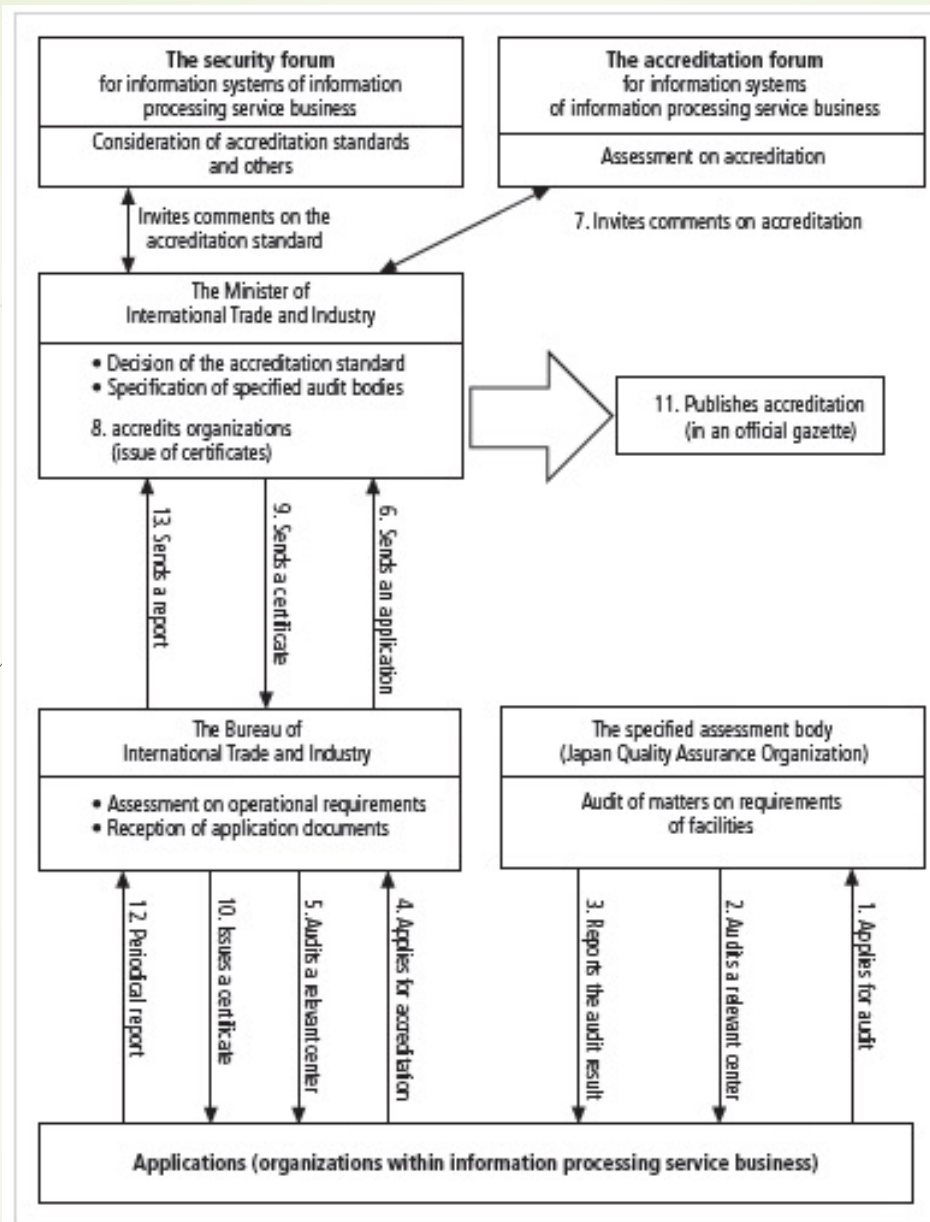 The security forum
for information systems of information
processing service business
Consideration of accreditation standards
and others
The accreditation forum
for information systems
of information processing service business
Assessment on accreditation
Invites comments on the
accreditation standard
7. Invites comments on accreditation
The Minister of
International Trade and Industry
• Decision of the accreditation standard
• Specification of specified audit bodies
8. accredits organizations
(issue of certificates)
11. Publishes accreditation
(in an official gazette)
13. Sends a report
9. Sends a certificate
6. Sends an application
The Bureau of
International Trade and Industry
• Assessment on operational requirements
• Reception of application documents
The specified assessment body
(Japan Quality Assurance Organization)
Audit of matters on requirements
of facilities
12. Periodical report
10. Issues a certificate
5. Audits a relevant center
4. Applies for accreditation
3. Reports the audit result
2. Audits a relevant center
1. Applies for audit
Applications (organizations within information processing service business)